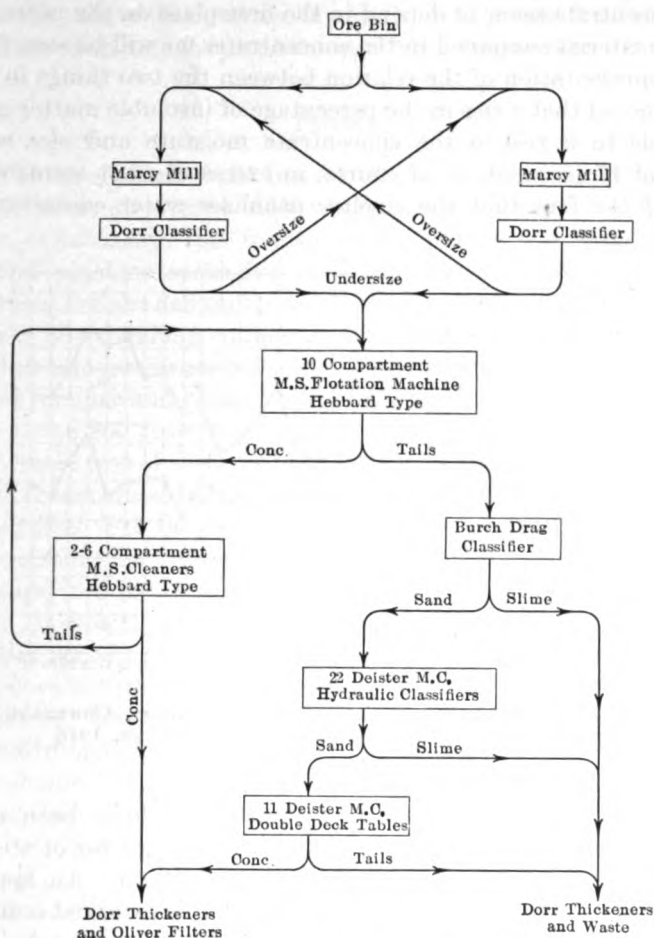 Ore Bin
Marcy Mill
Marcy Mill
Dorr Classifier
Dorr Classifier
Oversize
Oversize
Undersize
10 Compartment
M.S.Flotation Machine
Hebbard Type
Conc.
Tails
2-6 Compartment
M.S.Cleaners
Hebbard Type
Burch Drag
Classifier
Tails
Sand
Slime
Conc
22 Deister M.C.
Hydraulic Classifiers
Sand
Slime
11 Deister M.C.
Double Deck Tables
Conc.
Tails
Dorr Thickeners
and Oliver Filters
Dorr Thickeners
and Waste